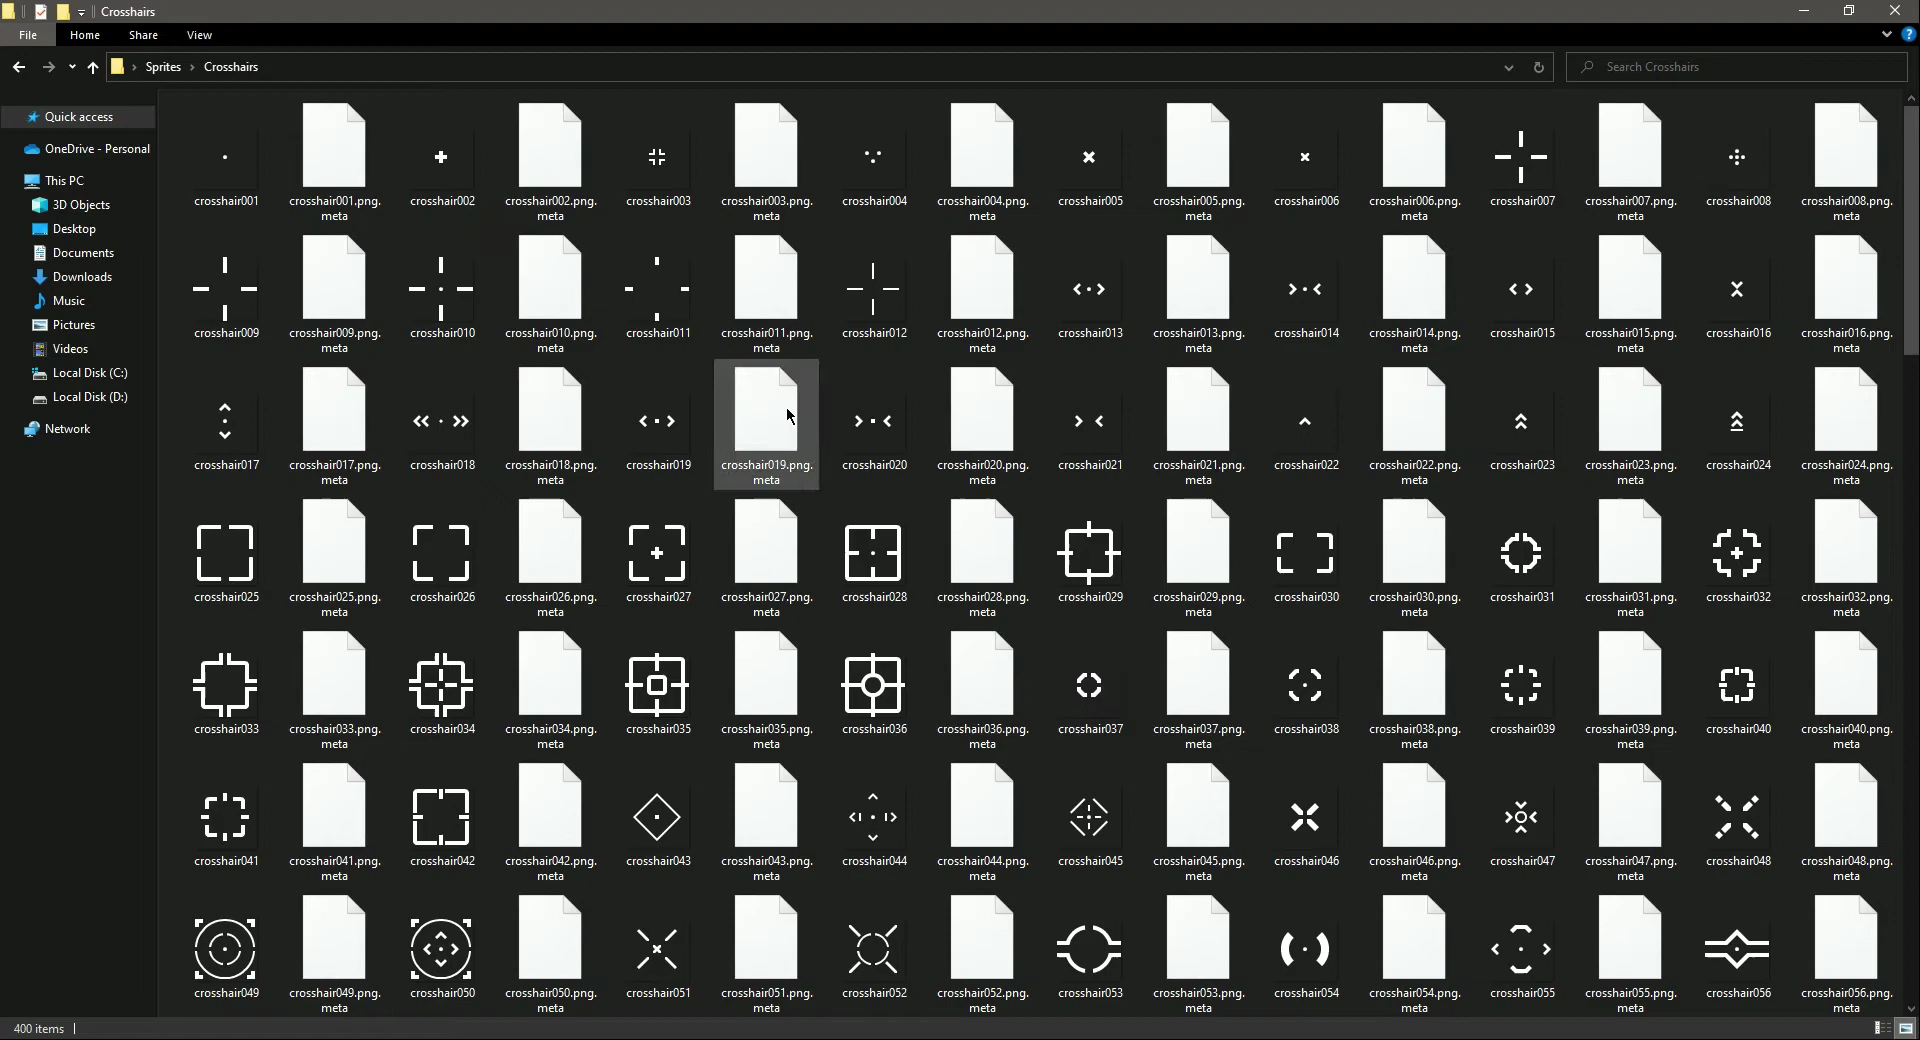 Crosshairs
File Home Share View
Sprites Crosshairs
Search Crosshairs
Quick access
OneDrive - Personal
This PC
3D Objects
Desktop
Documents
Downloads
Music
Pictures
Videos
Local Disk (C:)
Local Disk (D:)
Network
crosshair001 crosshair001.png. crosshair002 crosshair002.png. crosshair003 crosshair003.png. crosshair004 crosshair004.png. crosshair005 crosshair005.png. crosshair006 crosshair006.png. crosshair007 crosshair007.png. crosshair008 crosshair008.png.
meta meta meta meta meta meta meta meta
crosshair009 crosshair009.png. crosshair010 crosshair010.png. crosshair011 crosshair011.png. crosshair012 crosshair012.png. crosshair013 crosshair013.png. crosshair014 crosshair014.png. crosshair015 crosshair015.png. crosshair016 crosshair016.png.
meta meta meta meta meta meta meta meta
crosshair017 crosshair017.png. crosshair018 crosshair018.png. crosshair019 crosshair019.png. crosshair020 crosshair020.png. crosshair021 crosshair021.png. crosshair022 crosshair022.png. crosshair023 crosshair023.png. crosshair024 crosshair024.png.
meta meta meta meta meta meta meta meta
crosshair025 crosshair025.png. crosshair026 crosshair026.png. crosshair027 crosshair027.png. crosshair028 crosshair028.png. crosshair029 crosshair029.png. crosshair030 crosshair030.png. crosshair031 crosshair031.png. crosshair032 crosshair032.png.
meta meta meta meta meta meta meta meta
crosshair033 crosshair033.png. crosshair034 crosshair034.png. crosshair035 crosshair035.png. crosshair036 crosshair036.png. crosshair037 crosshair037.png. crosshair038 crosshair038.png. crosshair039 crosshair039.png. crosshair040 crosshair040.png.
meta meta meta meta meta meta meta meta
crosshair041 crosshair041.png. crosshair042 crosshair042.png. crosshair043 crosshair043.png. crosshair044 crosshair044.png. crosshair045 crosshair045.png. crosshair046 crosshair046.png. crosshair047 crosshair047.png. crosshair048 crosshair048.png.
meta meta meta meta meta meta meta meta
crosshair049 crosshair049.png. crosshair050 crosshair050.png. crosshair051 crosshair051.png. crosshair052 crosshair052.png. crosshair053 crosshair053.png. crosshair054 crosshair054.png. crosshair055 crosshair055.png. crosshair056 crosshair056.png.
meta meta meta meta meta meta meta meta
400 items